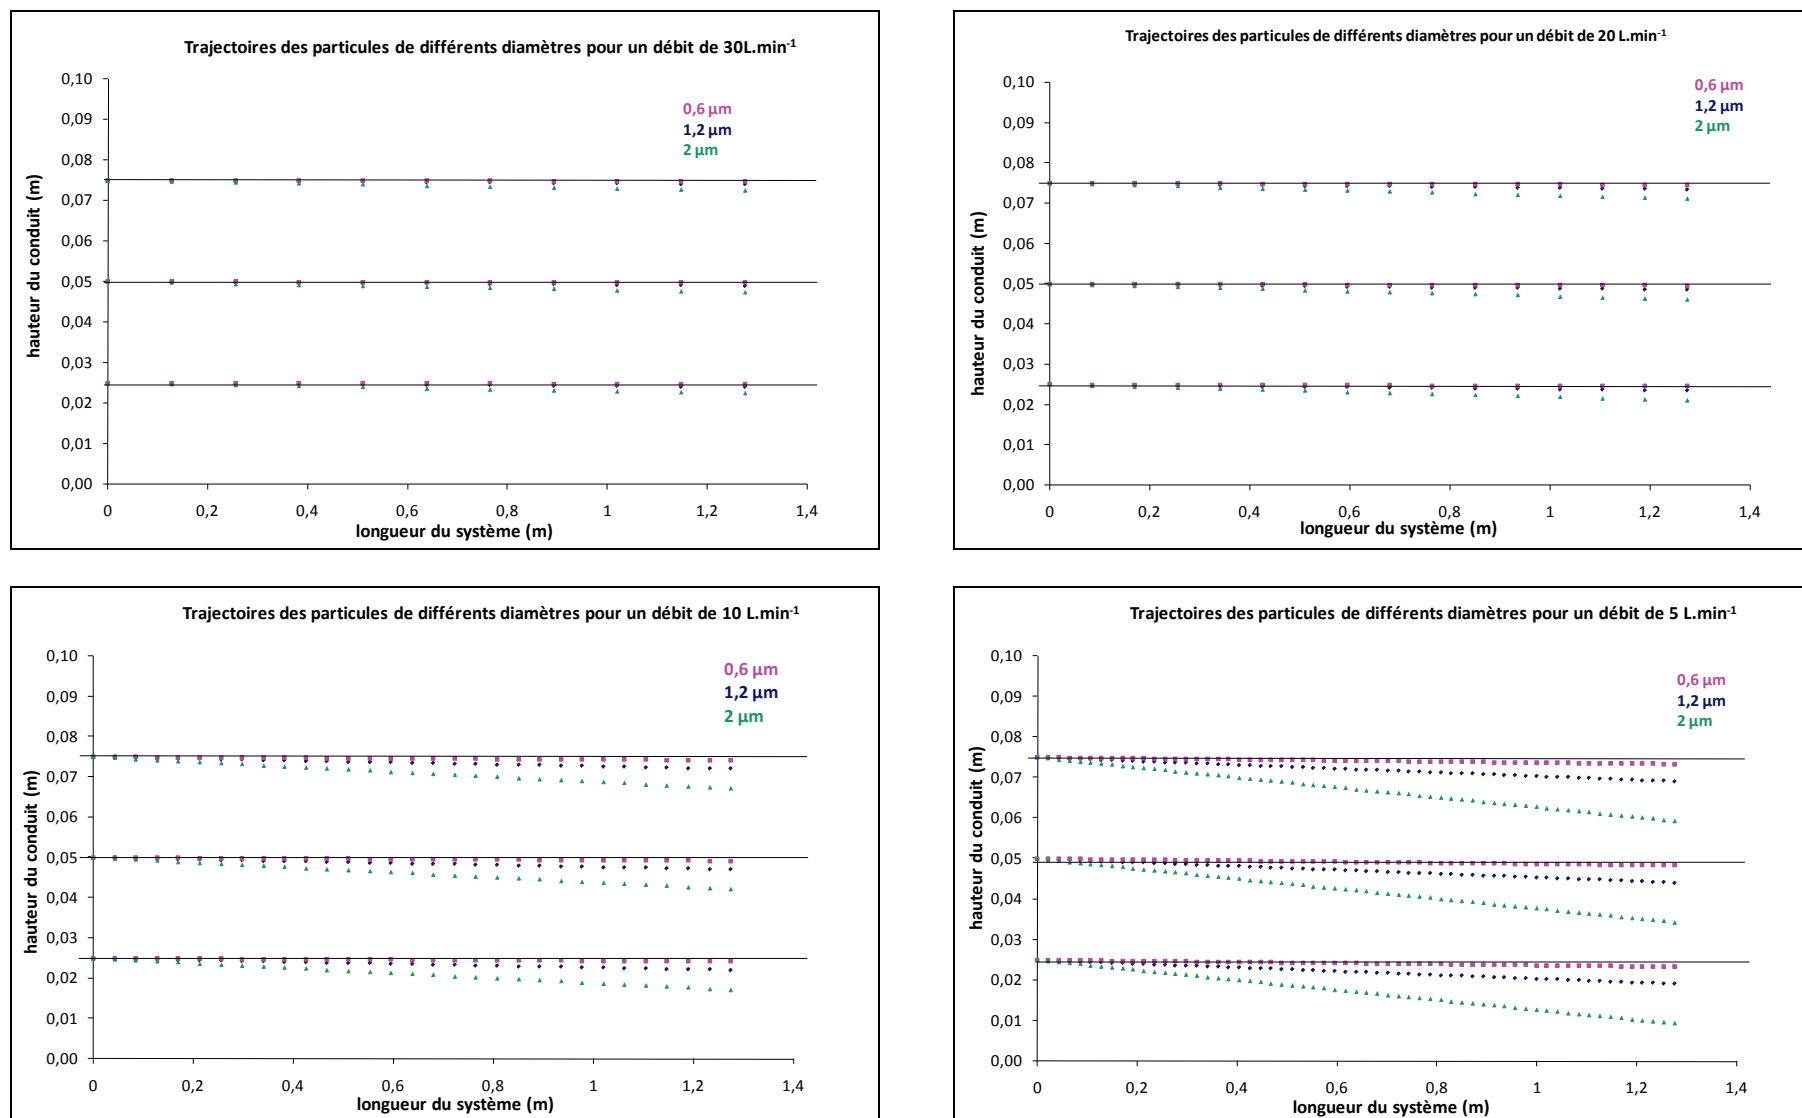 Trajectoires des particules de différents diamètres pour un débit de 30L.min⁻¹
0,6 µm
1,2 µm
2 µm
hauteur du conduit (m)
0,10
0,09
0,08
0,07
0,06
0,05
0,04
0,03
0,02
0,01
0,00
0 0,2 0,4 0,6 0,8 1 1,2 1,4
longueur du système (m)
Trajectoires des particules de différents diamètres pour un débit de 20 L.min⁻¹
0,6 µm
1,2 µm
2 µm
hauteur du conduit (m)
0,10
0,09
0,08
0,07
0,06
0,05
0,04
0,03
0,02
0,01
0,00
0 0,2 0,4 0,6 0,8 1 1,2 1,4
longueur du système (m)
Trajectoires des particules de différents diamètres pour un débit de 10 L.min⁻¹
0,6 µm
1,2 µm
2 µm
hauteur du conduit (m)
0,10
0,09
0,08
0,07
0,06
0,05
0,04
0,03
0,02
0,01
0,00
0 0,2 0,4 0,6 0,8 1 1,2 1,4
longueur du système (m)
Trajectoires des particules de différents diamètres pour un débit de 5 L.min⁻¹
0,6 µm
1,2 µm
2 µm
hauteur du conduit (m)
0,10
0,09
0,08
0,07
0,06
0,05
0,04
0,03
0,02
0,01
0,00
0 0,2 0,4 0,6 0,8 1 1,2 1,4
longueur du système (m)